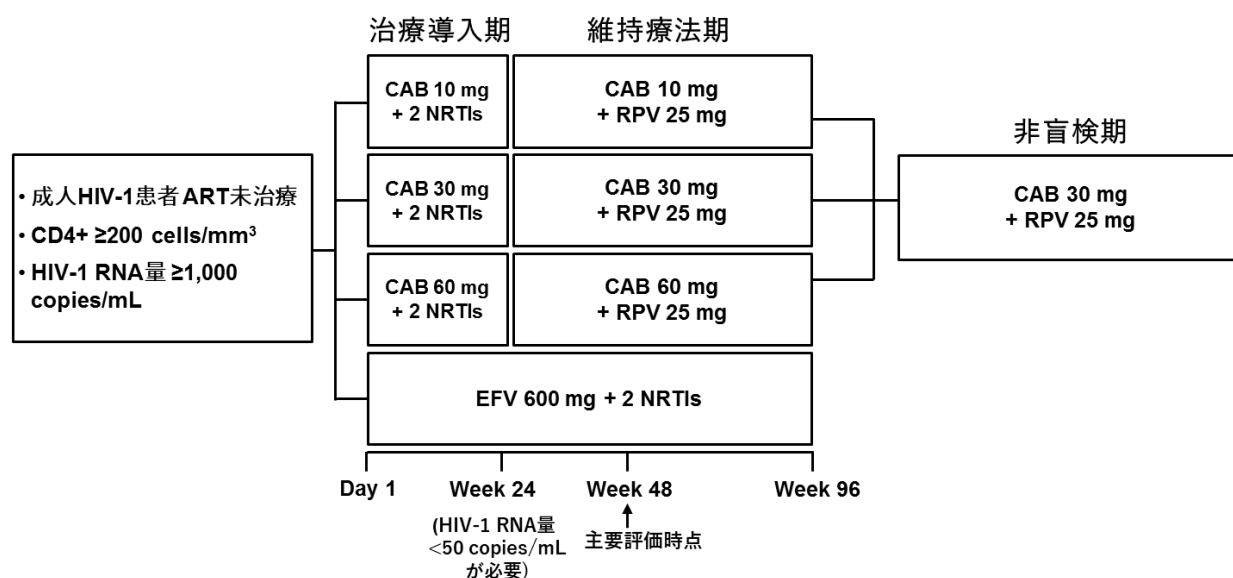 治療導入期
維持療法期
CAB 10 mg
+ 2 NRTIs
CAB 10 mg
+ RPV 25 mg
非盲検期
・成人HIV-1患者 ART未治療
・CD4+ ≥200 cells/mm³
・HIV-1 RNA量 ≥1,000
copies/mL
CAB 30 mg
+ 2 NRTIs
CAB 30 mg
+ RPV 25 mg
CAB 30 mg
+ RPV 25 mg
CAB 60 mg
+ 2 NRTIs
CAB 60 mg
+ RPV 25 mg
EFV 600 mg + 2 NRTIs
Day 1
Week 24
Week 48
Week 96
(HIV-1 RNA量
<50 copies/mL
が必要)
主要評価時点